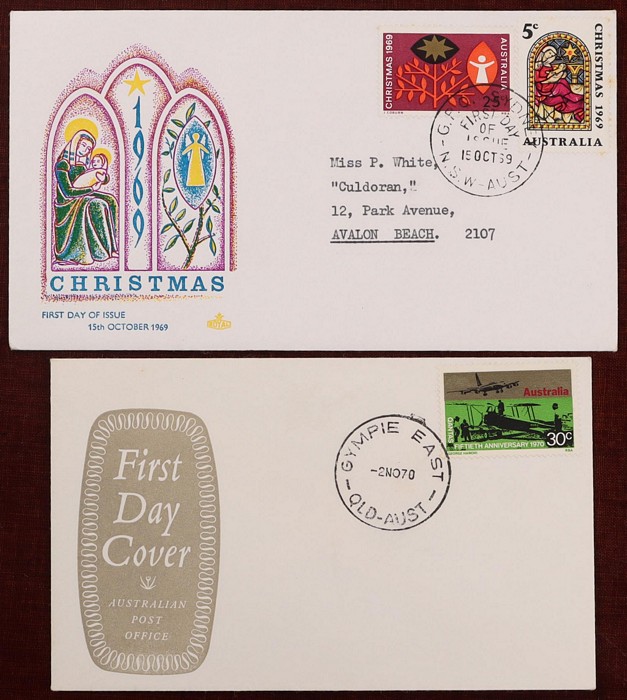 1969
CHRISTMAS
FIRST DAY OF ISSUE
15th OCTOBER 1969
ROYAL
CHRISTMAS 1969
AUSTRALIA
25c
5c
CHRISTMAS 1969
AUSTRALIA
FIRST DAY
OF
ISSUE
15 OCT 69
N.S.W-AUST
Miss P. White,
"Culdoran,"
12, Park Avenue,
AVALON BEACH. 2107
First
Day
Cover
AUSTRALIAN
POST
OFFICE
GYMPIE EAST
-2NO70
QLD-AUST
Australia
QANTAS
30c
FIFTIETH ANNIVERSARY 1970